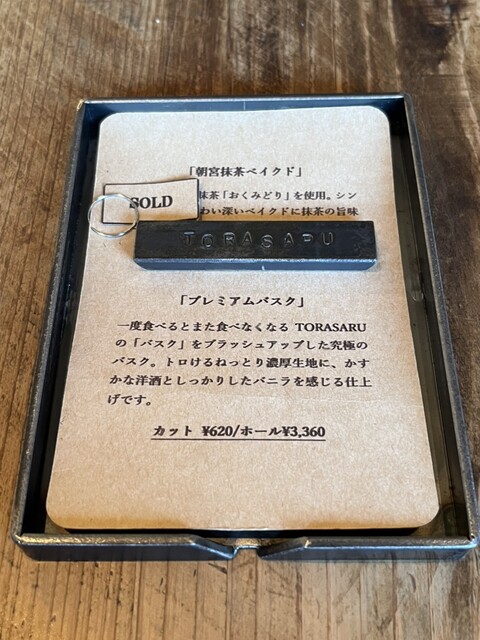 「朝宮抹茶ベイクド」
抹茶「おくみどり」を使用。シン
SOLD
わい深いベイクドに抹茶の旨味
TORASARU
「プレミアムバスク」
一度食べるとまた食べなくなる TORASARU
の「バスク」をブラッシュアップした究極の
バスク。トロけるねっとり濃厚生地に、かす
かな洋酒としっかりしたバニラを感じる仕上
げです。
カット ¥620/ホール¥3,360